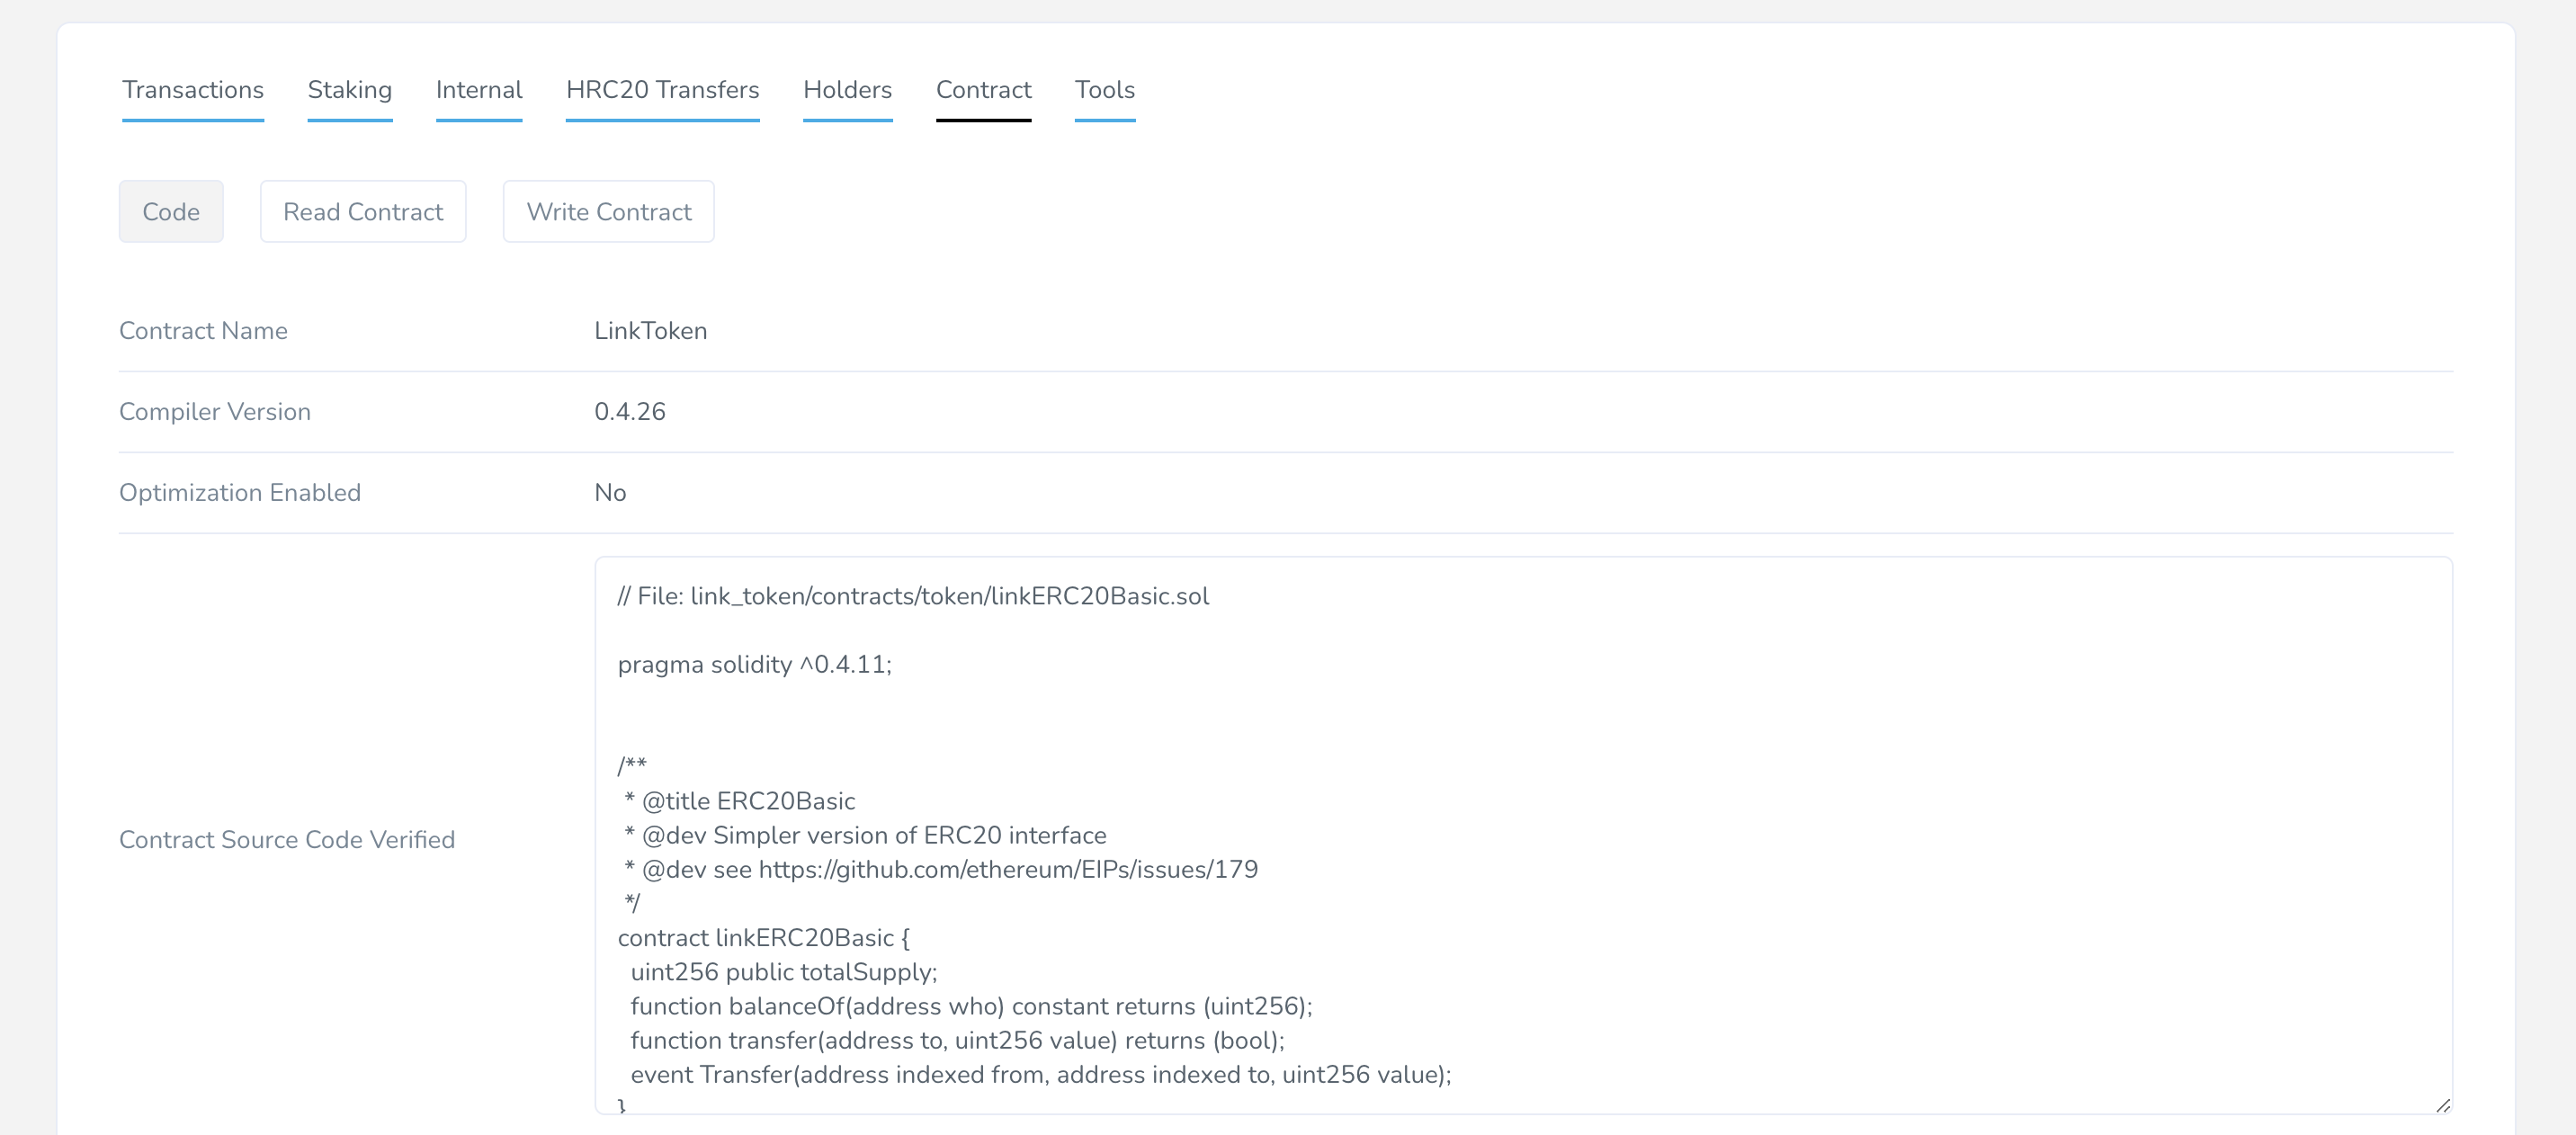 Transactions Staking Internal HRC20 Transfers Holders Contract Tools
Code Read Contract Write Contract
Contract Name LinkToken
Compiler Version 0.4.26
Optimization Enabled No
Contract Source Code Verified
// File: link_token/contracts/token/linkERC20Basic.sol
pragma solidity ^0.4.11;
/**
* @title ERC20Basic
* @dev Simpler version of ERC20 interface
* @dev see https://github.com/ethereum/EIPs/issues/179
*/
contract linkERC20Basic {
uint256 public totalSupply;
function balanceOf(address who) constant returns (uint256);
function transfer(address to, uint256 value) returns (bool);
event Transfer(address indexed from, address indexed to, uint256 value);
}